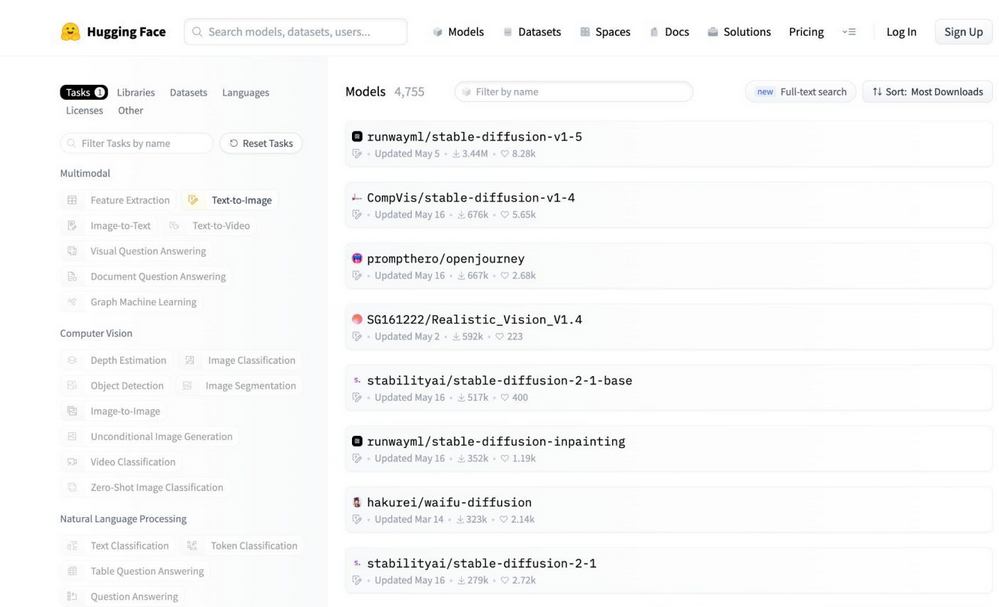 Hugging Face
Search models, datasets, users...
Models
Datasets
Spaces
Docs
Solutions
Pricing
Log In
Sign Up
Tasks 1
Libraries
Datasets
Languages
Licenses
Other
Filter Tasks by name
Reset Tasks
Multimodal
Feature Extraction
Text-to-Image
Image-to-Text
Text-to-Video
Visual Question Answering
Document Question Answering
Graph Machine Learning
Computer Vision
Depth Estimation
Image Classification
Object Detection
Image Segmentation
Image-to-Image
Unconditional Image Generation
Video Classification
Zero-Shot Image Classification
Natural Language Processing
Text Classification
Token Classification
Table Question Answering
Question Answering
Models 4,755
Filter by name
new Full-text search
Sort: Most Downloads
runwayml/stable-diffusion-v1-5
• Updated May 5 • 3.44M • 8.28k
CompVis/stable-diffusion-v1-4
• Updated May 16 • 676k • 5.65k
prompthero/openjourney
• Updated May 16 • 667k • 2.68k
SG161222/Realistic_Vision_V1.4
• Updated May 2 • 592k • 223
s. stabilityai/stable-diffusion-2-1-base
• Updated May 16 • 517k • 400
runwayml/stable-diffusion-inpainting
• Updated May 16 • 352k • 1.19k
hakurei/waifu-diffusion
• Updated Mar 14 • 323k • 2.14k
s. stabilityai/stable-diffusion-2-1
• Updated May 16 • 279k • 2.72k